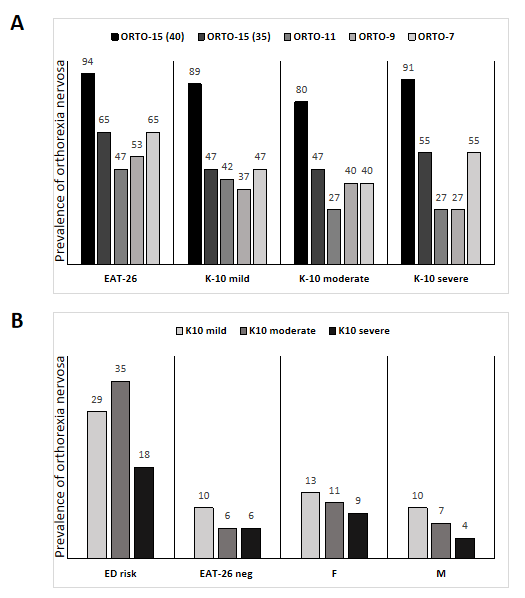 A
ORTO-15 (40) ORTO-15 (35) ORTO-11 ORTO-9 ORTO-7
Prevalence of orthorexia nervosa
94 65 47 53 65 89 47 42 37 47 80 47 27 40 40 91 55 27 27 55
EAT-26 K-10 mild K-10 moderate K-10 severe
B
K10 mild K10 moderate K10 severe
Prevalence of orthorexia nervosa
29 35 18 10 6 6 13 11 9 10 7 4
ED risk EAT-26 neg F M